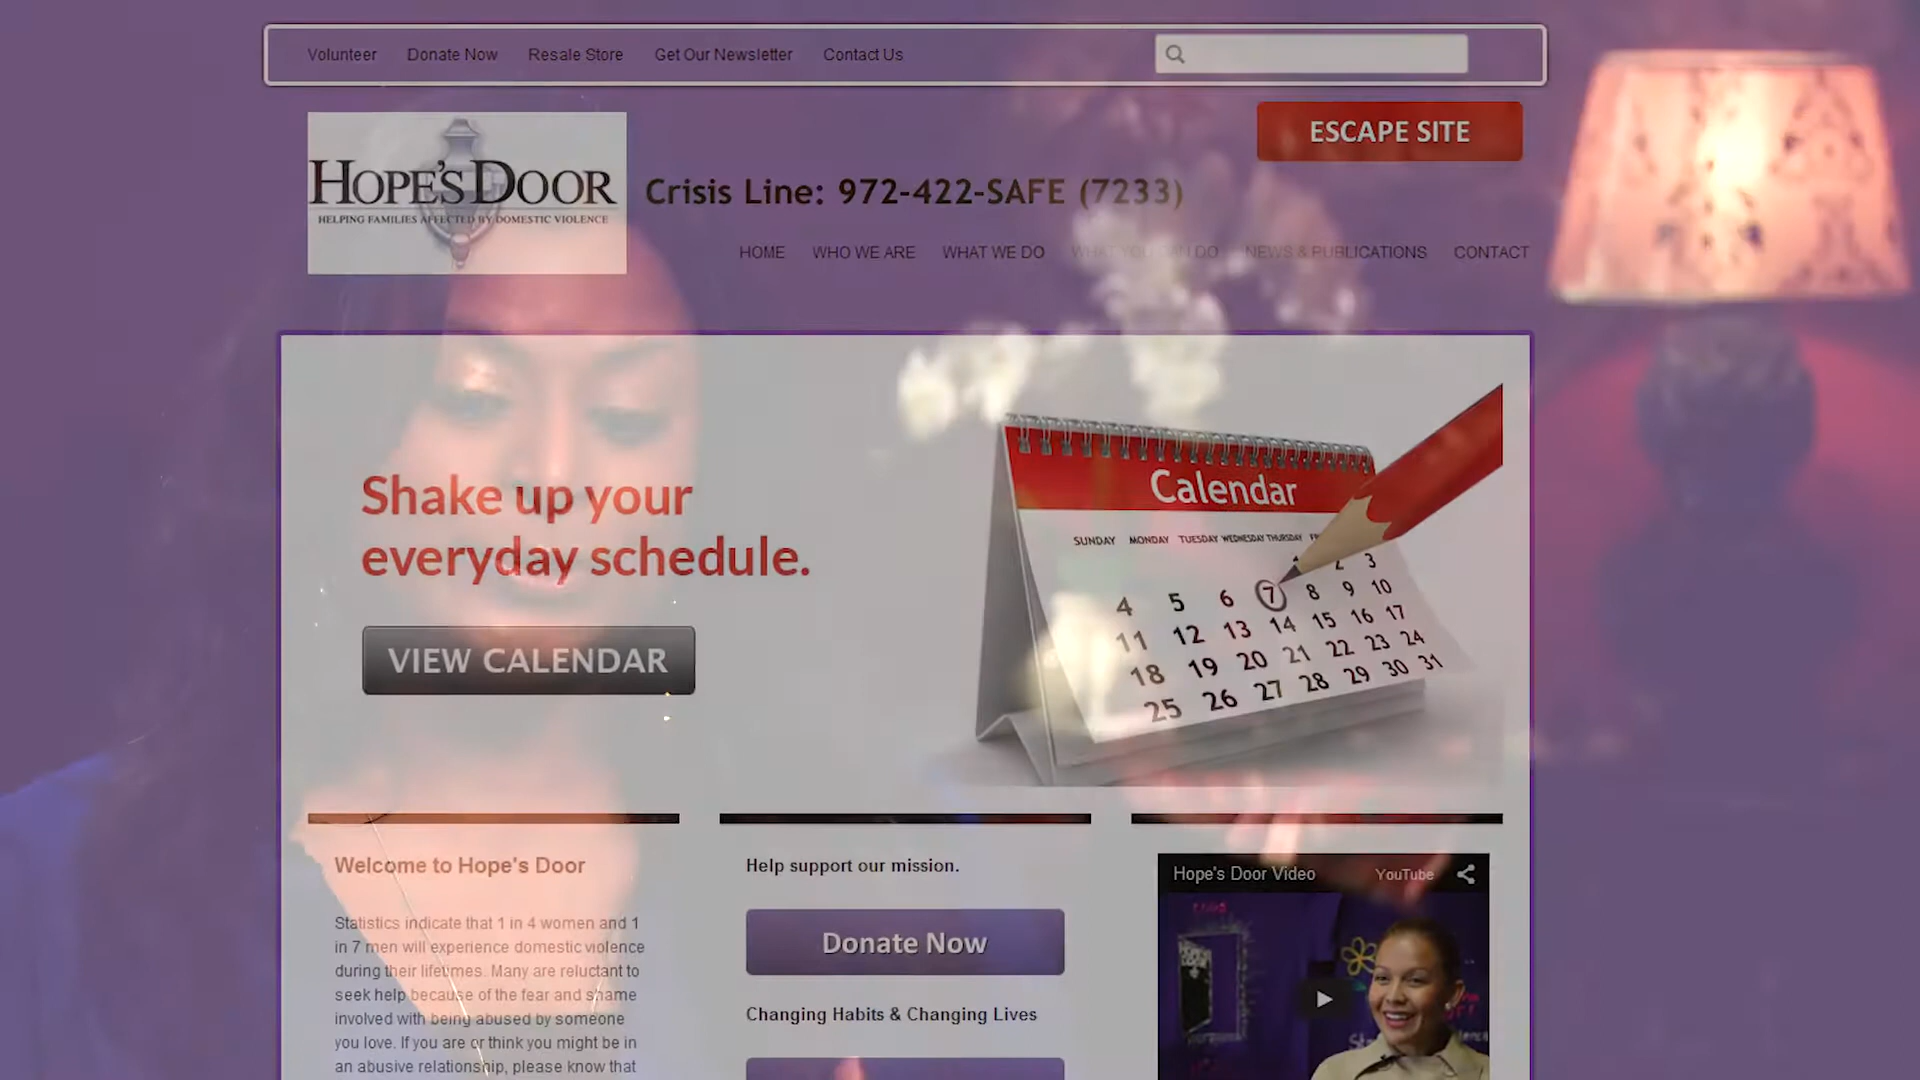 Volunteer Donate Now Resale Store Get Our Newsletter Contact Us
ESCAPE SITE
HOPE'S DOOR
HELPING FAMILIES AFFECTED BY DOMESTIC VIOLENCE
Crisis Line: 972-422-SAFE (7233)
HOME WHO WE ARE WHAT WE DO WHAT YOU CAN DO NEWS & PUBLICATIONS CONTACT
Shake up your
everyday schedule.
VIEW CALENDAR
Calendar
SUNDAY MONDAY TUESDAY WEDNESDAY THURSDAY
1 2 3
4 5 6 7 8 9 10
11 12 13 14 15 16 17
18 19 20 21 22 23 24
25 26 27 28 29 30 31
Welcome to Hope's Door
Statistics indicate that 1 in 4 women and 1
in 7 men will experience domestic violence
during their lifetimes. Many are reluctant to
seek help because of the fear and shame
involved with being abused by someone
you love. If you are or think you might be in
an abusive relationship, please know that
Help support our mission.
Donate Now
Changing Habits & Changing Lives
Hope's Door Video YouTube